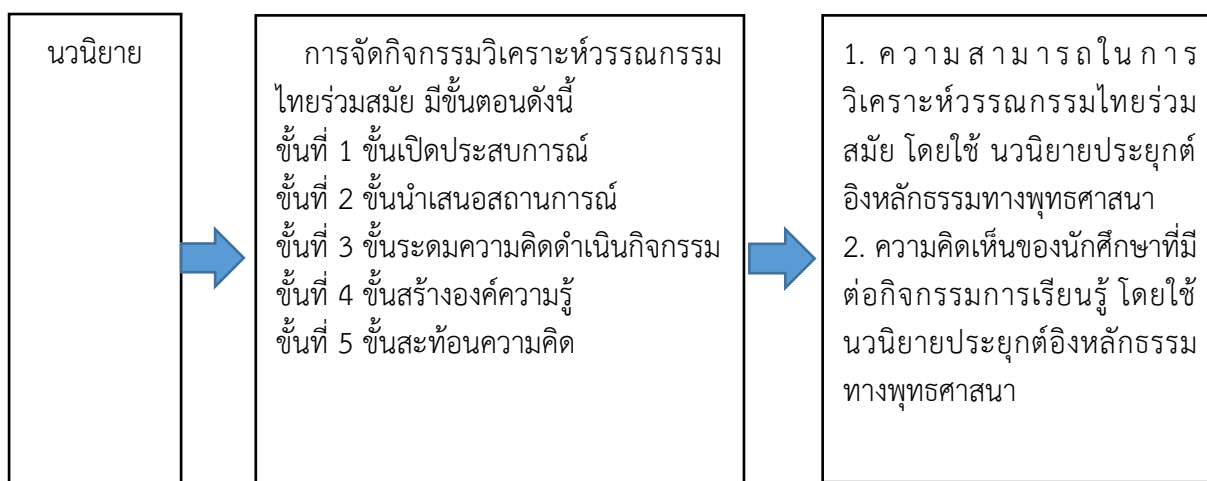 นวนิยาย
การจัดกิจกรรมวิเคราะห์วรรณกรรม
ไทยร่วมสมัย มีขั้นตอนดังนี้
ขั้นที่ 1 ขั้นเปิดประสบการณ์
ขั้นที่ 2 ขั้นนำเสนอสถานการณ์
ขั้นที่ 3 ขั้นระดมความคิดดำเนินกิจกรรม
ขั้นที่ 4 ขั้นสร้างองค์ความรู้
ขั้นที่ 5 ขั้นสะท้อนความคิด
1. ความสามารถในการ
วิเคราะห์วรรณกรรมไทยร่วม
สมัย โดยใช้ นวนิยายประยุกต์
อิงหลักธรรมทางพุทธศาสนา
2. ความคิดเห็นของนักศึกษาที่มี
ต่อกิจกรรมการเรียนรู้ โดยใช้
นวนิยายประยุกต์อิงหลักธรรม
ทางพุทธศาสนา